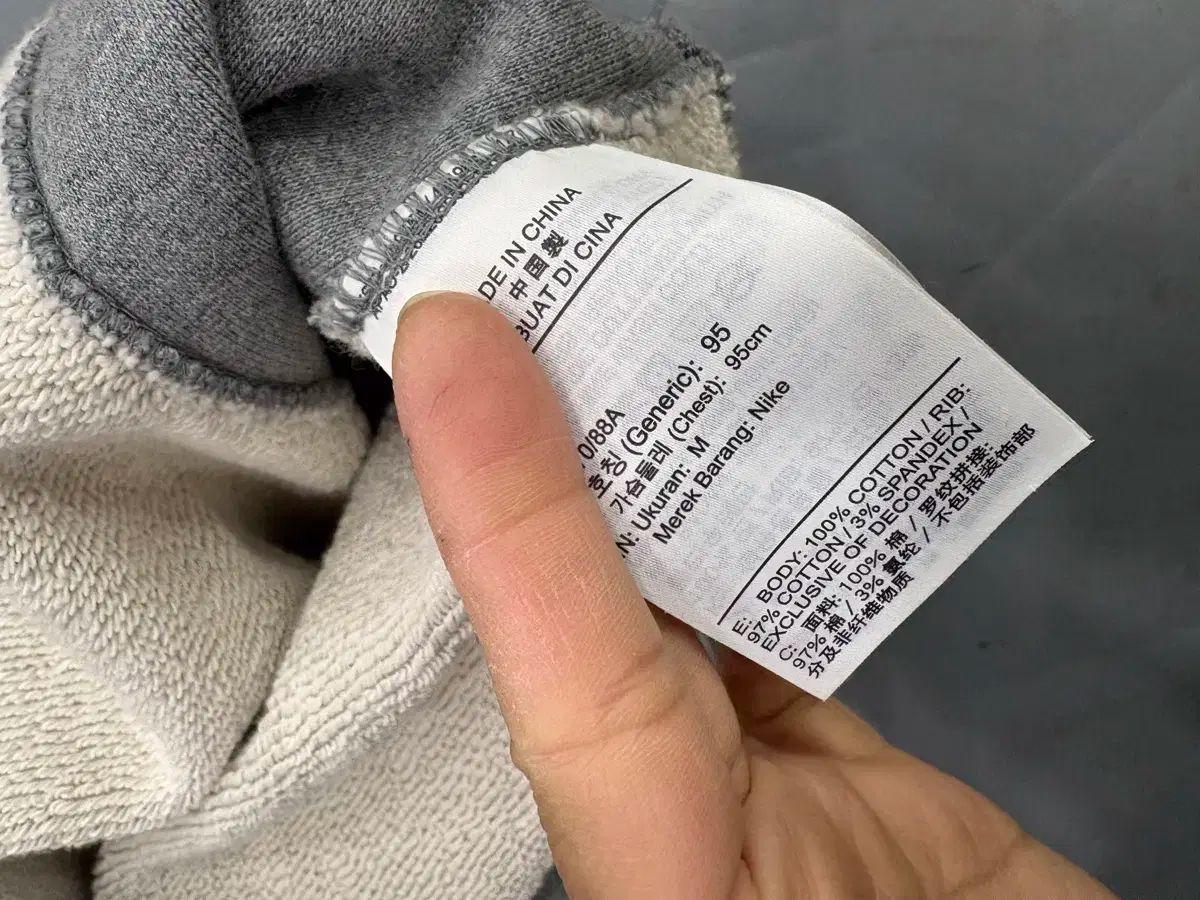 DE IN CHINA
中国製
BUAT DI CINA
0/88A
호칭 (Generic): 95
가슴둘레 (Chest): 95cm
N: Ukuran: M
Merek Barang: Nike
E: BODY: 100% COTTON / RIB:
97% COTTON / 3% SPANDEX /
EXCLUSIVE OF DECORATION
C: 面料: 100% 棉 / 罗纹拼接:
97% 棉 / 3% 氨纶 / 不包括装饰部
分及非纤维物质